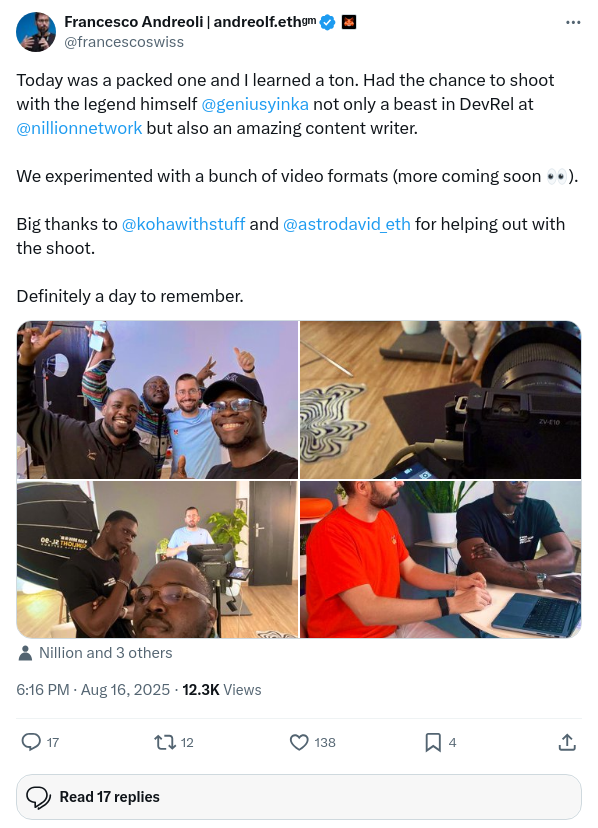 Francesco Andreoli | andreolf.ethgm
@francescoswiss
Today was a packed one and I learned a ton. Had the chance to shoot
with the legend himself @geniusyinka not only a beast in DevRel at
@nillionnetwork but also an amazing content writer.
We experimented with a bunch of video formats (more coming soon 👀).
Big thanks to @kohawithstuff and @astrodavid_eth for helping out with
the shoot.
Definitely a day to remember.
ZV-E10
Nillion and 3 others
6:16 PM · Aug 16, 2025 · 12.3K Views
17
12
138
4
Read 17 replies